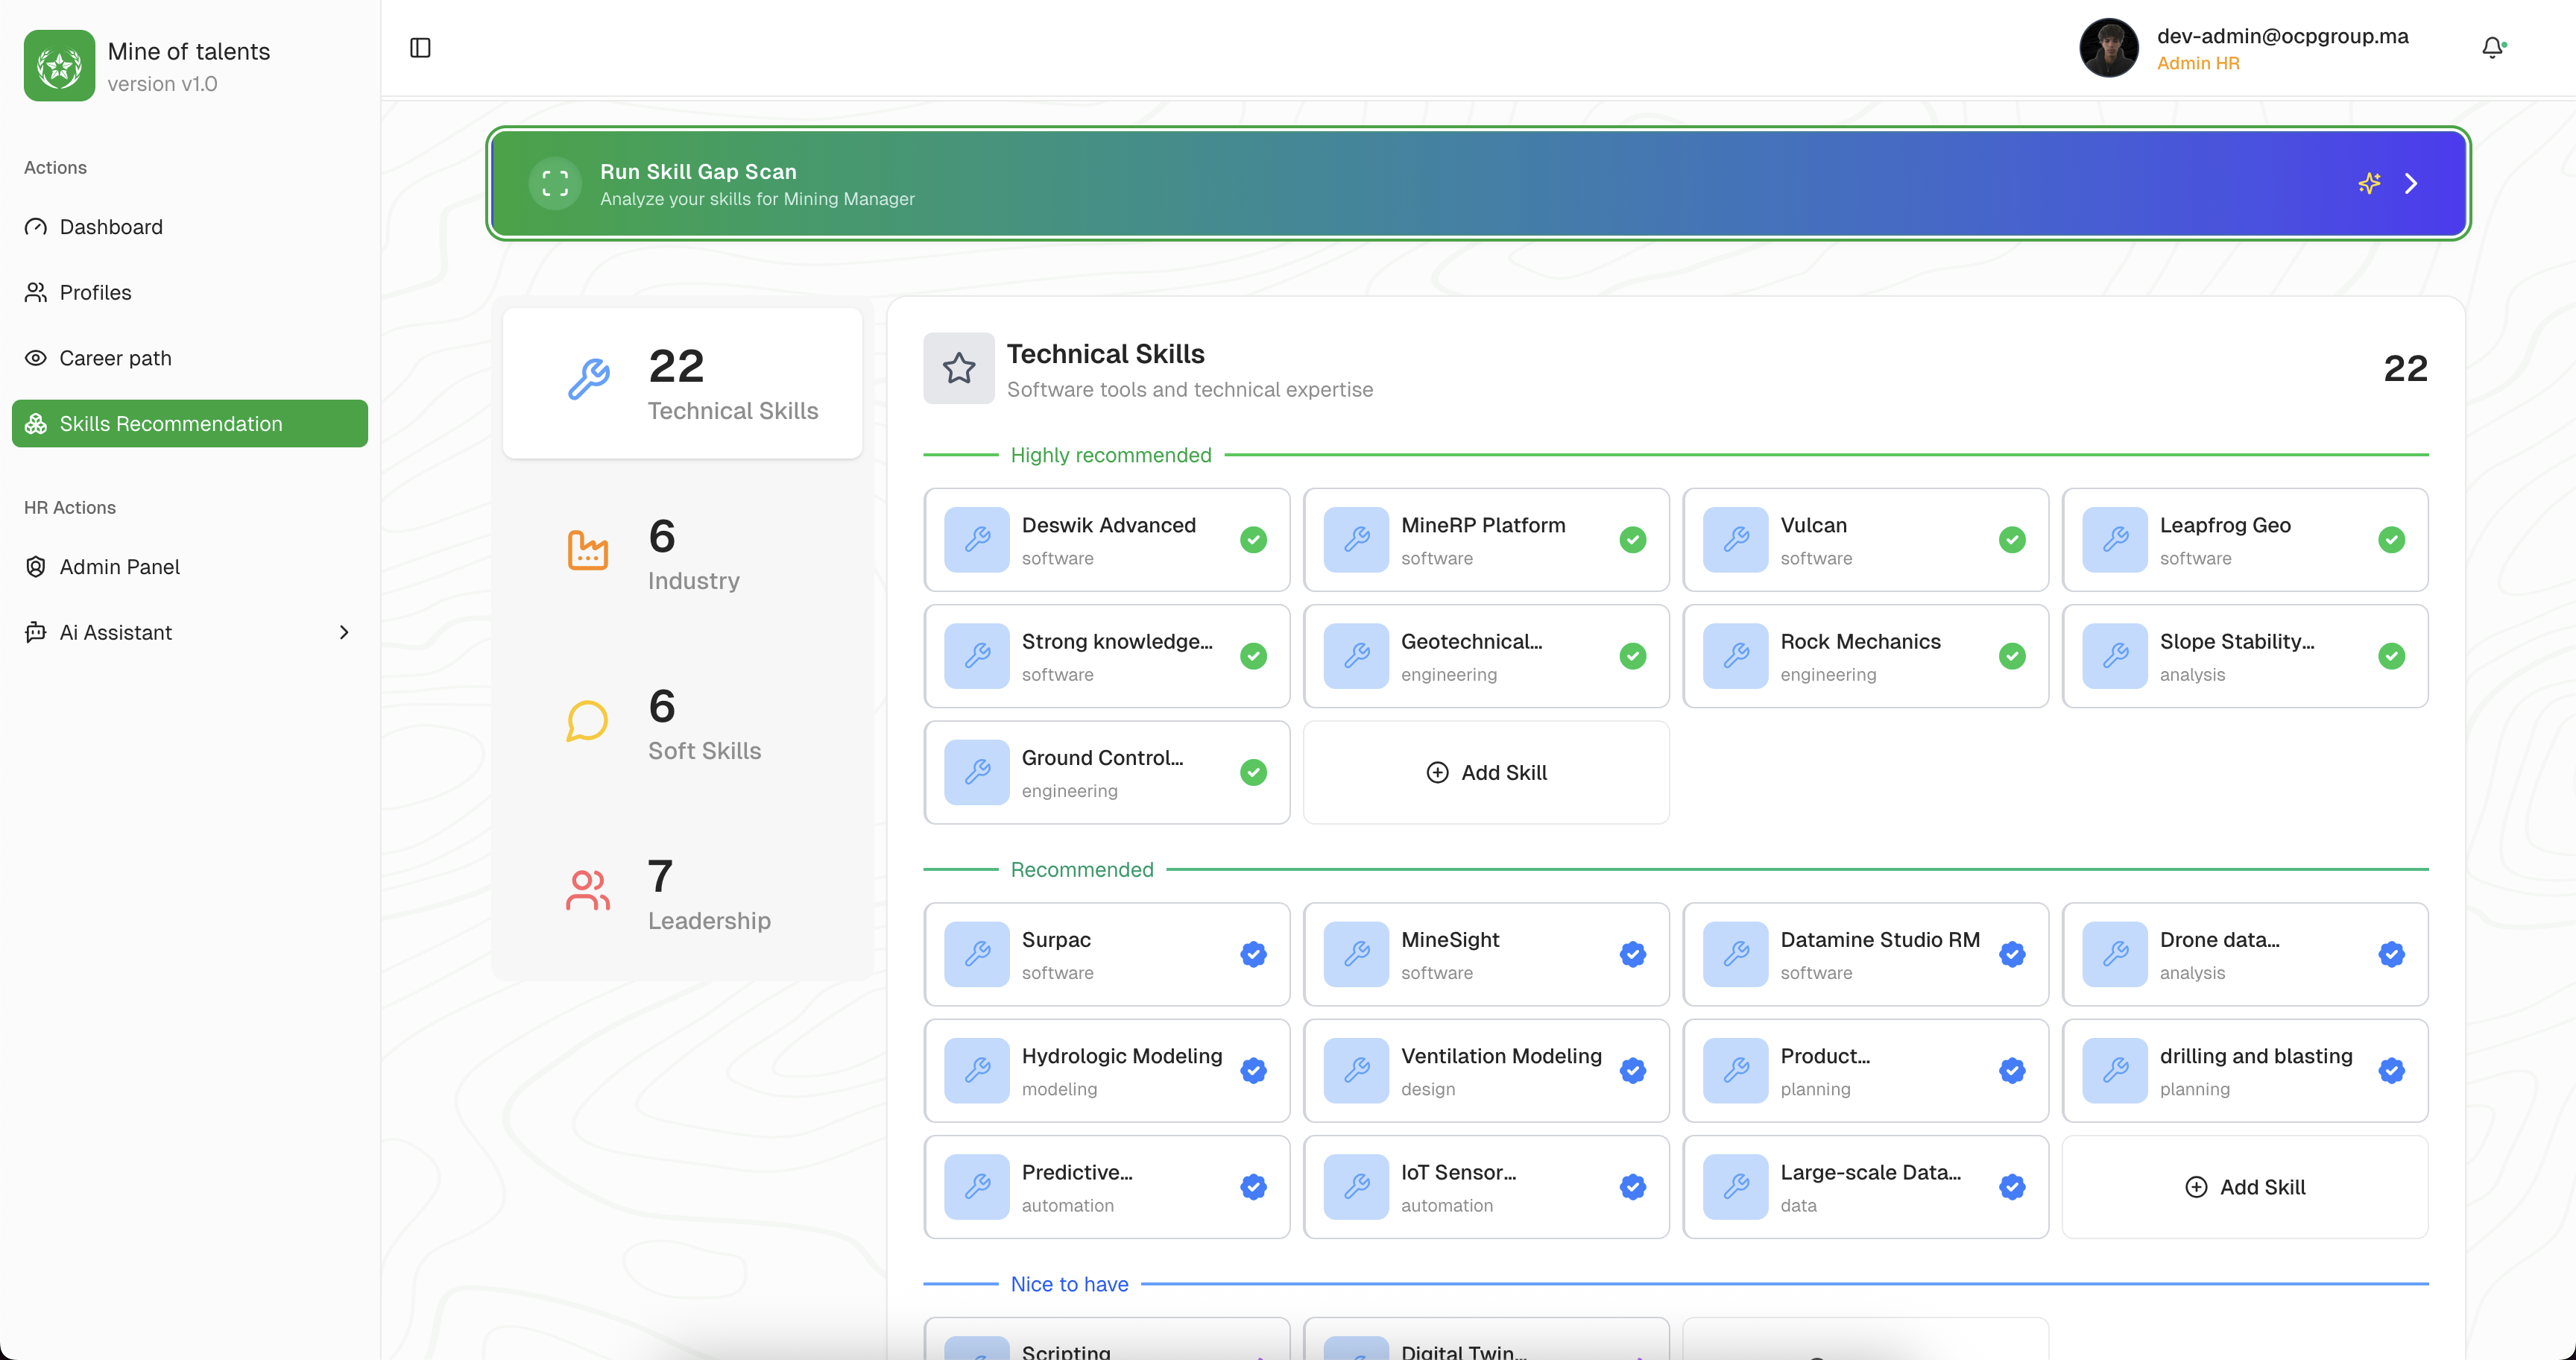 Mine of talents
version v1.0
Actions
Dashboard
Profiles
Career path
Skills Recommendation
HR Actions
Admin Panel
Ai Assistant
dev-admin@ocpgroup.ma
Admin HR
Run Skill Gap Scan
Analyze your skills for Mining Manager
22
Technical Skills
6
Industry
6
Soft Skills
7
Leadership
Technical Skills
Software tools and technical expertise
22
Highly recommended
Deswik Advanced
software
MineRP Platform
software
Vulcan
software
Leapfrog Geo
software
Strong knowledge...
software
Geotechnical...
engineering
Rock Mechanics
engineering
Slope Stability...
analysis
Ground Control...
engineering
Add Skill
Recommended
Surpac
software
MineSight
software
Datamine Studio RM
software
Drone data...
analysis
Hydrologic Modeling
modeling
Ventilation Modeling
design
Product...
planning
drilling and blasting
planning
Predictive...
automation
IoT Sensor...
automation
Large-scale Data...
data
Add Skill
Nice to have
Scripting
Digital Twin...